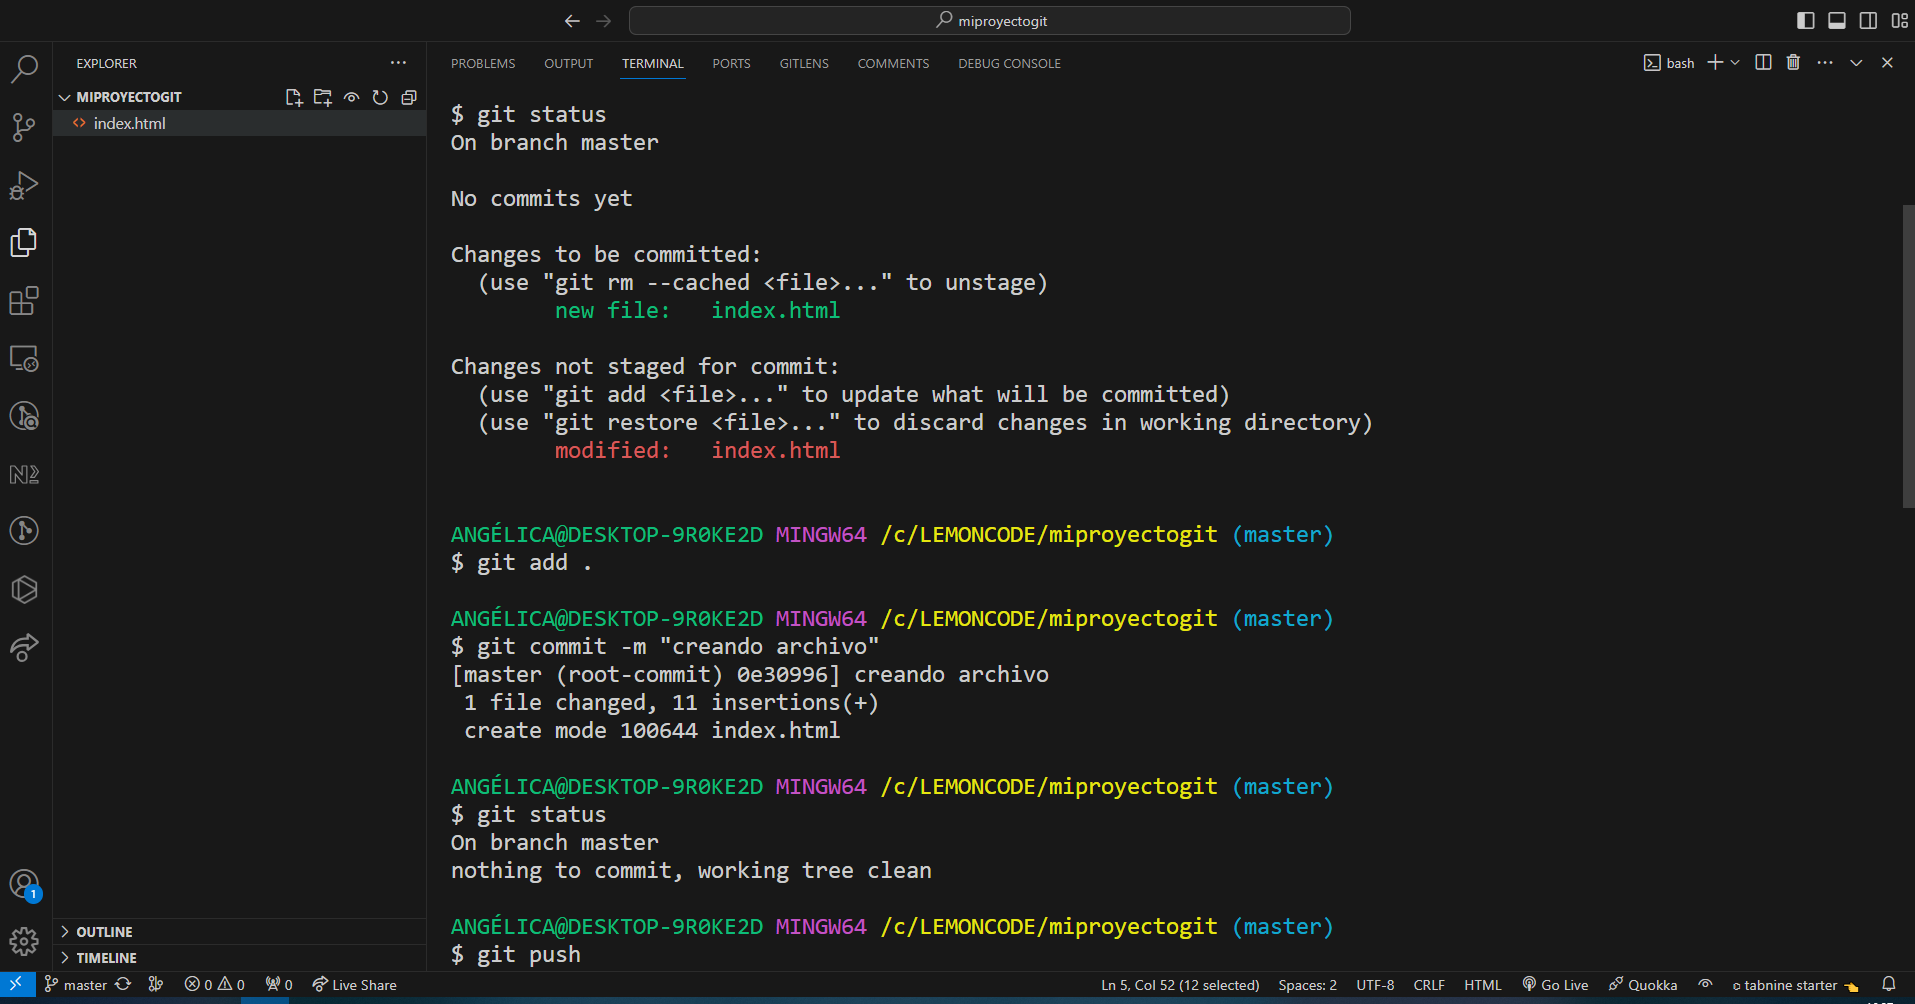 miproyectogit
EXPLORER
PROBLEMS OUTPUT TERMINAL PORTS GITLENS COMMENTS DEBUG CONSOLE
bash
MIPROYECTOGIT
index.html
$ git status
On branch master
No commits yet
Changes to be committed:
(use "git rm --cached <file>..." to unstage)
new file: index.html
Changes not staged for commit:
(use "git add <file>..." to update what will be committed)
(use "git restore <file>..." to discard changes in working directory)
modified: index.html
ANGÉLICA@DESKTOP-9R0KE2D MINGW64 /c/LEMONCODE/miproyectogit (master)
$ git add .
ANGÉLICA@DESKTOP-9R0KE2D MINGW64 /c/LEMONCODE/miproyectogit (master)
$ git commit -m "creando archivo"
[master (root-commit) 0e30996] creando archivo
1 file changed, 11 insertions(+)
create mode 100644 index.html
ANGÉLICA@DESKTOP-9R0KE2D MINGW64 /c/LEMONCODE/miproyectogit (master)
$ git status
On branch master
nothing to commit, working tree clean
ANGÉLICA@DESKTOP-9R0KE2D MINGW64 /c/LEMONCODE/miproyectogit (master)
$ git push
1
OUTLINE
TIMELINE
master 0 0 0 Live Share
Ln 5, Col 52 (12 selected) Spaces: 2 UTF-8 CRLF HTML Go Live Quokka tabnine starter